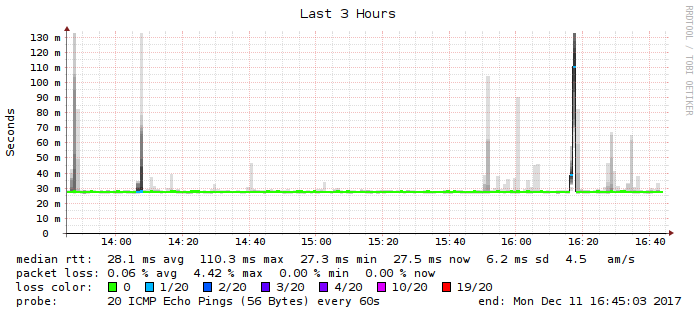 Last 3 Hours
RRDTOOL / TOBI OETIKER
Seconds
130 m
120 m
110 m
100 m
90 m
80 m
70 m
60 m
50 m
40 m
30 m
20 m
10 m
0
14:00 14:20 14:40 15:00 15:20 15:40 16:00 16:20 16:40
median rtt: 28.1 ms avg 110.3 ms max 27.3 ms min 27.5 ms now 6.2 ms sd 4.5 am/s
packet loss: 0.06 % avg 4.42 % max 0.00 % min 0.00 % now
loss color: 0 1/20 2/20 3/20 4/20 10/20 19/20
probe: 20 ICMP Echo Pings (56 Bytes) every 60s end: Mon Dec 11 16:45:03 2017